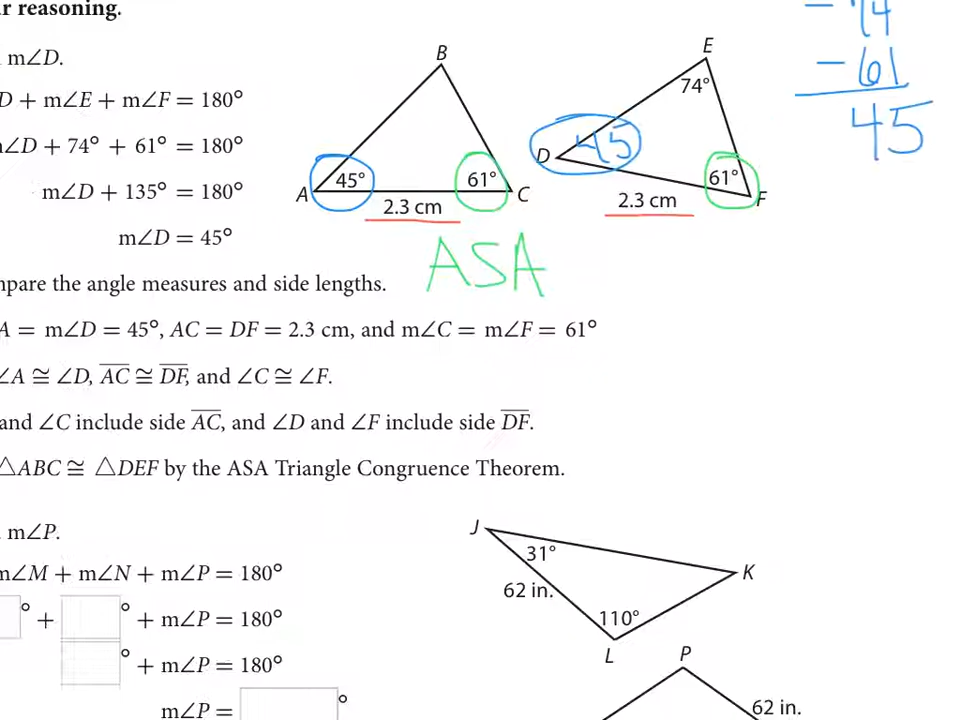 r reasoning.
m∠D.
D + m∠E + m∠F = 180°
∠D + 74° + 61° = 180°
m∠D + 135° = 180°
m∠D = 45°
B
A
45°
61°
C
2.3 cm
E
74°
D
45
61°
F
2.3 cm
- 74
- 61
45
ASA
pare the angle measures and side lengths.
A = m∠D = 45°, AC = DF = 2.3 cm, and m∠C = m∠F = 61°
∠A ≅ ∠D, AC ≅ DF, and ∠C ≅ ∠F.
and ∠C include side AC, and ∠D and ∠F include side DF.
△ABC ≅ △DEF by the ASA Triangle Congruence Theorem.
m∠P.
m∠M + m∠N + m∠P = 180°
° + ° + m∠P = 180°
° + m∠P = 180°
m∠P = °
J
31°
62 in.
K
110°
L
P
62 in.